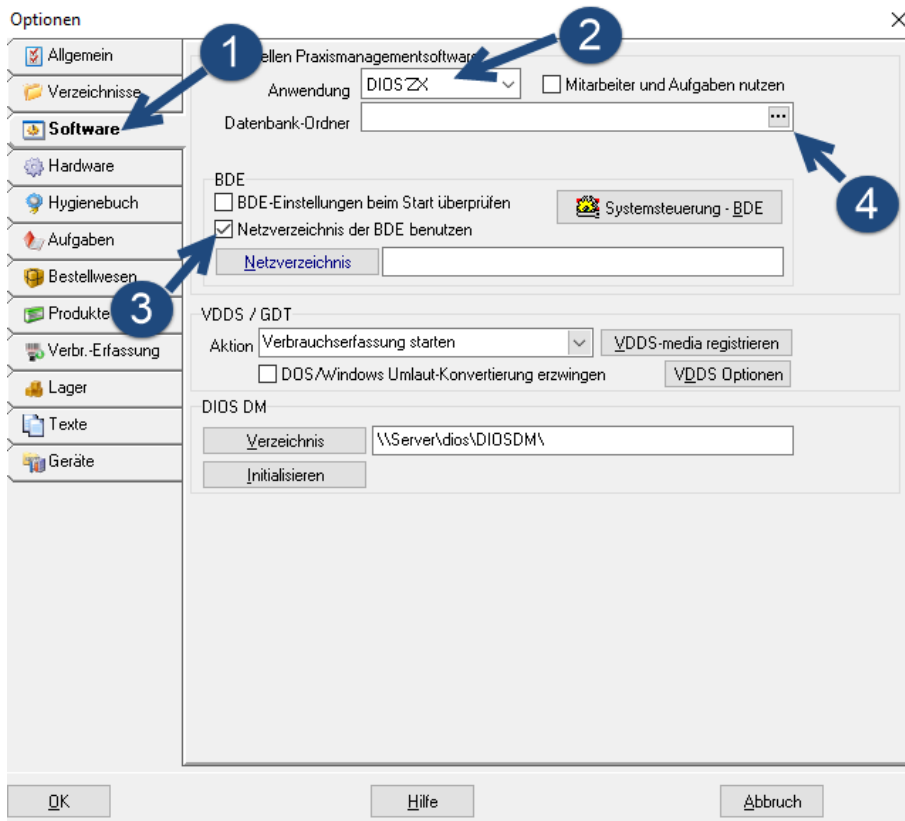 Optionen
Allgemein
Verzeichnisse
Software
Hardware
Hygienebuch
Aufgaben
Bestellwesen
Produkte
Verbr.-Erfassung
Lager
Texte
Geräte
1
2
3
4
ellen Praxismanagementsoftware
Anwendung DIOS ZX Mitarbeiter und Aufgaben nutzen
Datenbank-Ordner ...
BDE
BDE-Einstellungen beim Start überprüfen Systemsteuerung - BDE
Netzverzeichnis der BDE benutzen
Netzverzeichnis
VDDS / GDT
Aktion Verbrauchserfassung starten VDDS-media registrieren
DOS/Windows Umlaut-Konvertierung erzwingen VDDS Optionen
DIOS DM
Verzeichnis \\Server\dios\DIOSDM\
Initialisieren
OK Hilfe Abbruch